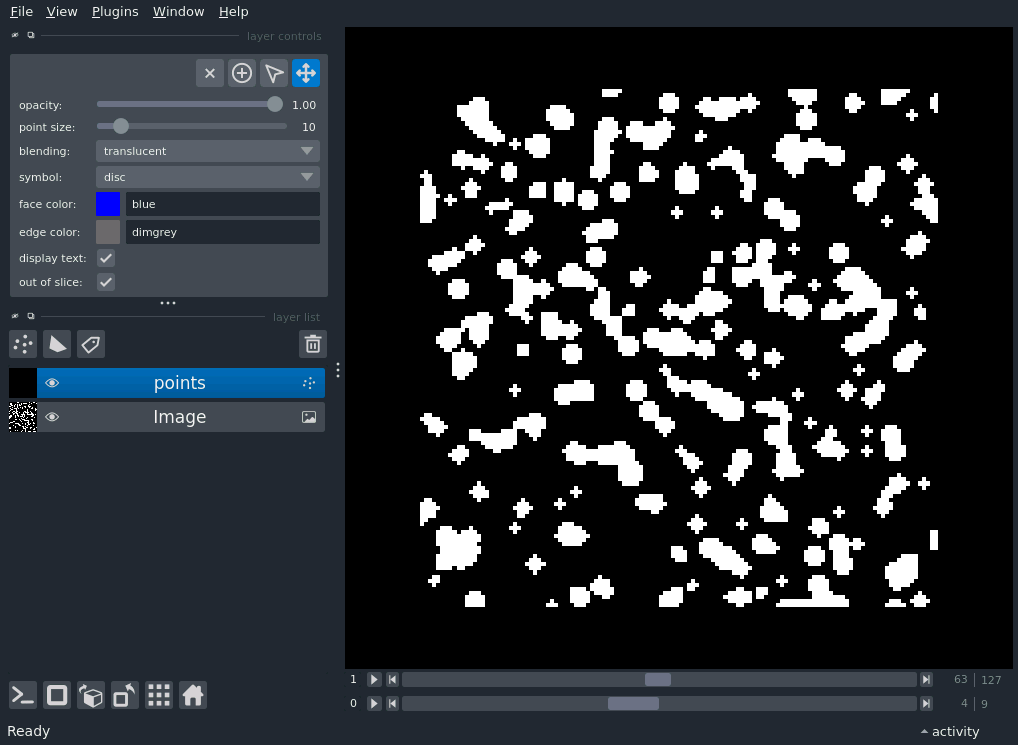 File View Plugins Window Help
layer controls
opacity: 1.00
point size: 10
blending: translucent
symbol: disc
face color: blue
edge color: dimgrey
display text:
out of slice:
layer list
points
Image
1 63 127
0 4 9
Ready activity